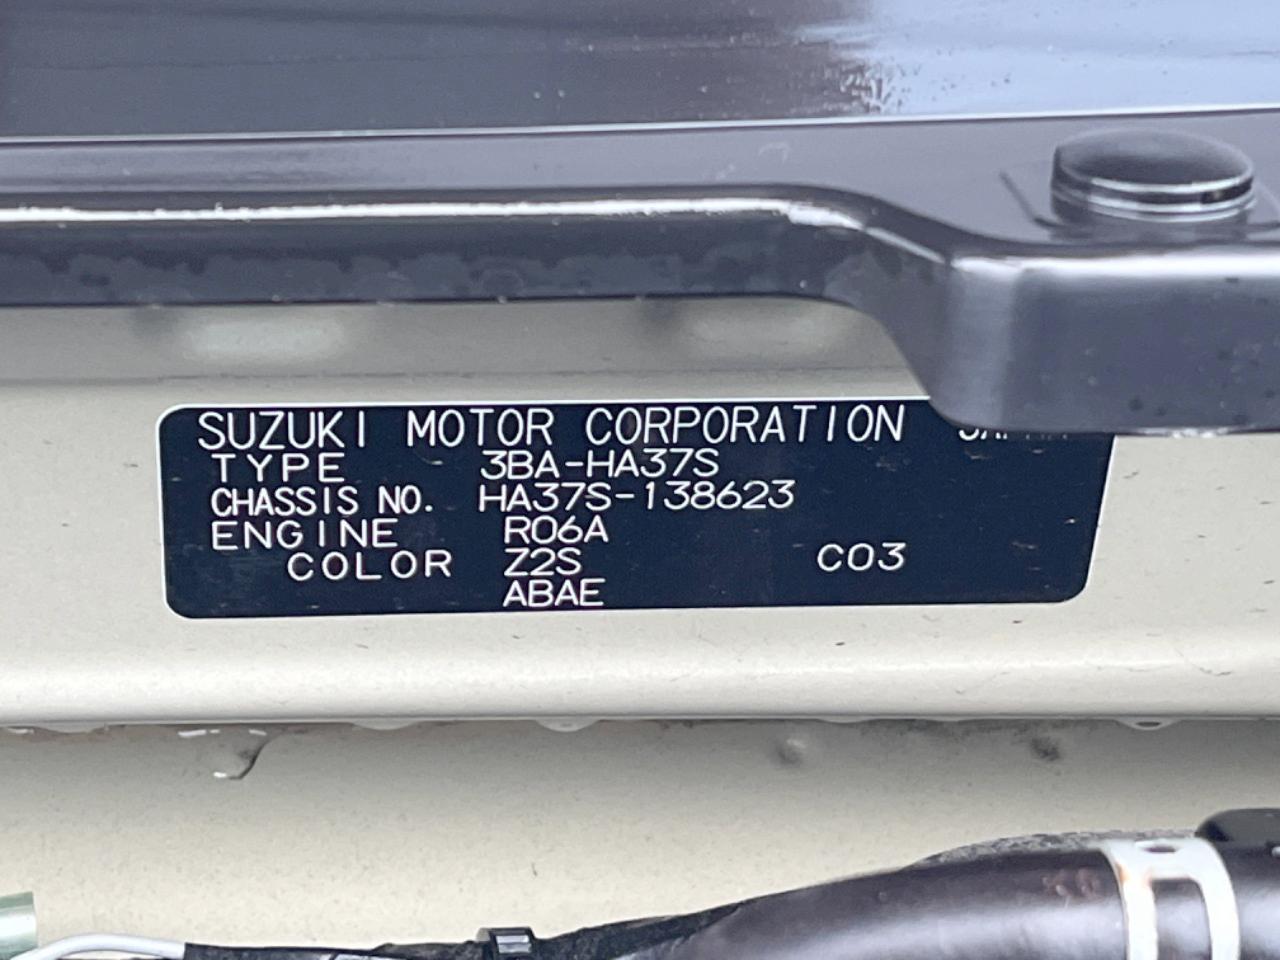 SUZUKI MOTOR CORPORATION
TYPE 3BA-HA37S
CHASSIS NO. HA37S-138623
ENGINE R06A
COLOR Z2S C03
ABAE